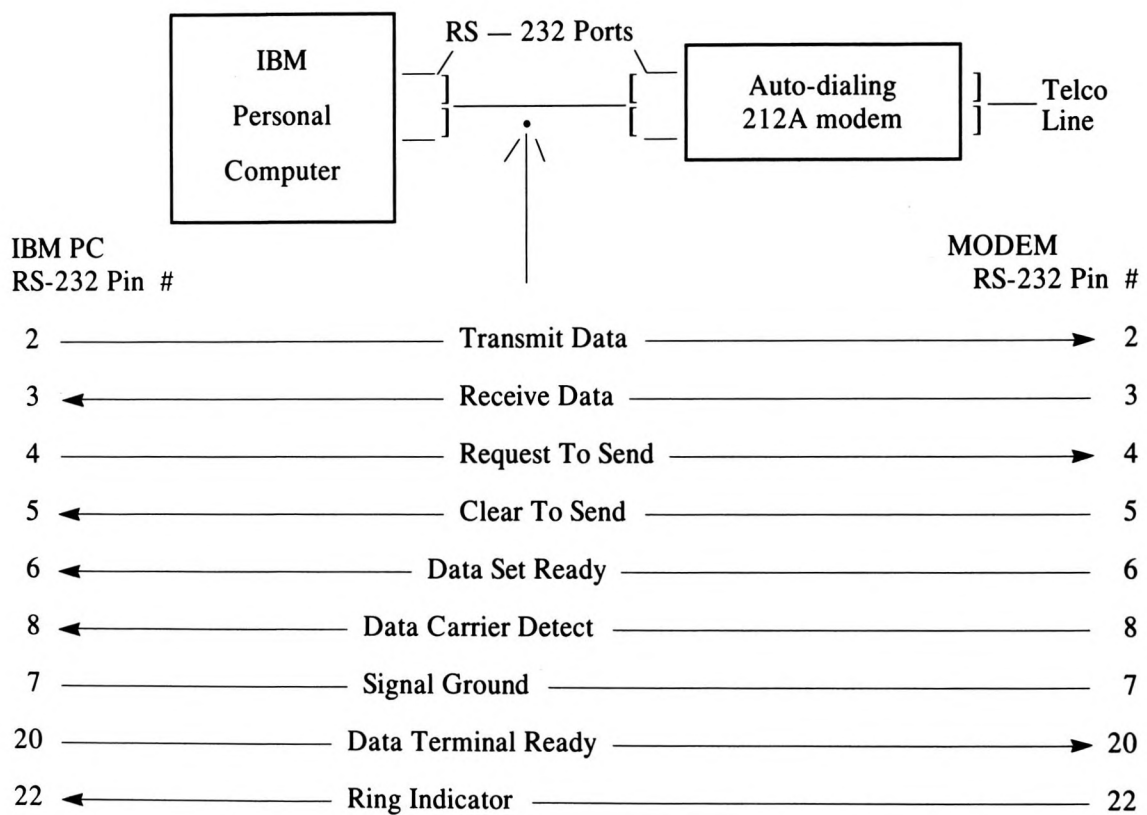 RS — 232 Ports
IBM
Personal
Computer
Auto-dialing
212A modem
Telco
Line
IBM PC
RS-232 Pin #
MODEM
RS-232 Pin #
2 Transmit Data 2
3 Receive Data 3
4 Request To Send 4
5 Clear To Send 5
6 Data Set Ready 6
8 Data Carrier Detect 8
7 Signal Ground 7
20 Data Terminal Ready 20
22 Ring Indicator 22